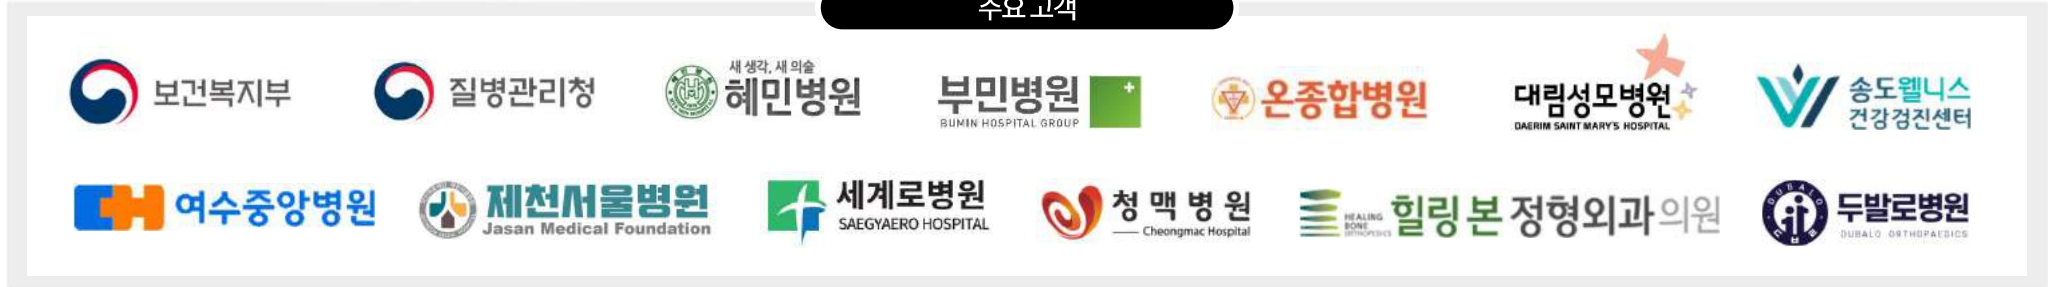 주요 고객
보건복지부
질병관리청
새 생각, 새 의술
혜민병원
부민병원
BUMIN HOSPITAL GROUP
온종합병원
대림성모병원
DAERIM SAINT MARY'S HOSPITAL
송도웰니스
건강검진센터
여수중앙병원
제천서울병원
Jasan Medical Foundation
세계로병원
SAEGYAERO HOSPITAL
청맥병원
Cheongmac Hospital
HEALING
BONE
ORTHOPEDICS
힐링본정형외과의원
DUBALO
두발로
두발로병원
DUBALO ORTHOPAEDICS